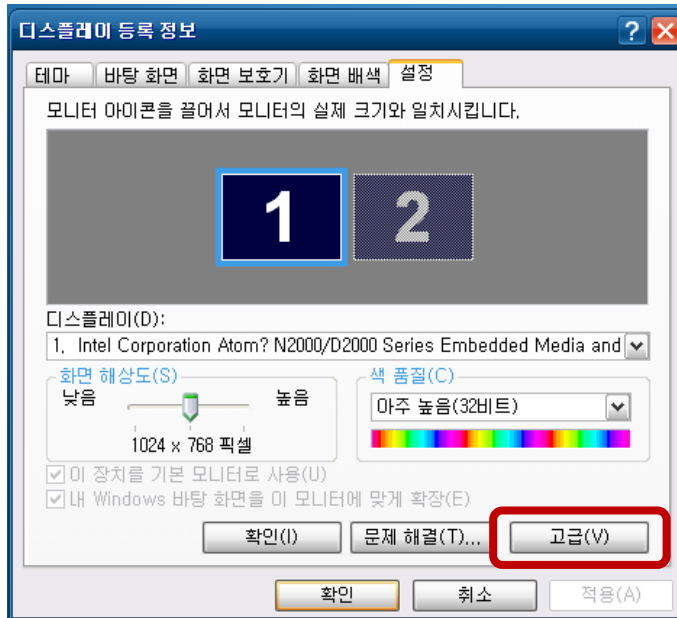 디스플레이 등록 정보
테마 바탕 화면 화면 보호기 화면 배색 설정
모니터 아이콘을 끌어서 모니터의 실제 크기와 일치시킵니다.
1 2
디스플레이(D):
1. Intel Corporation Atom? N2000/D2000 Series Embedded Media and
화면 해상도(S) 색 품질(C)
낮음 높음 아주 높음(32비트)
1024 x 768 픽셀
이 장치를 기본 모니터로 사용(U)
내 Windows 바탕 화면을 이 모니터에 맞게 확장(E)
확인(I) 문제 해결(T)... 고급(V)
확인 취소 적용(A)